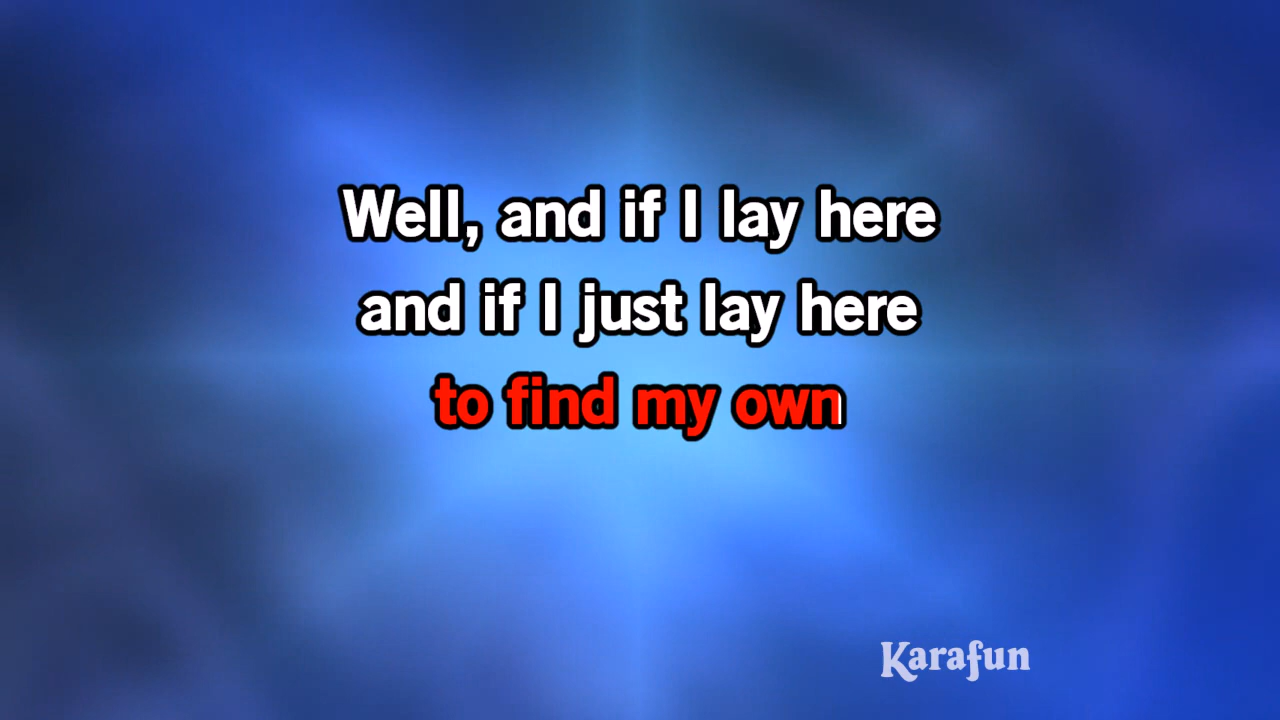 Well, and if I lay here
and if I just lay here
to find my own
Karafun